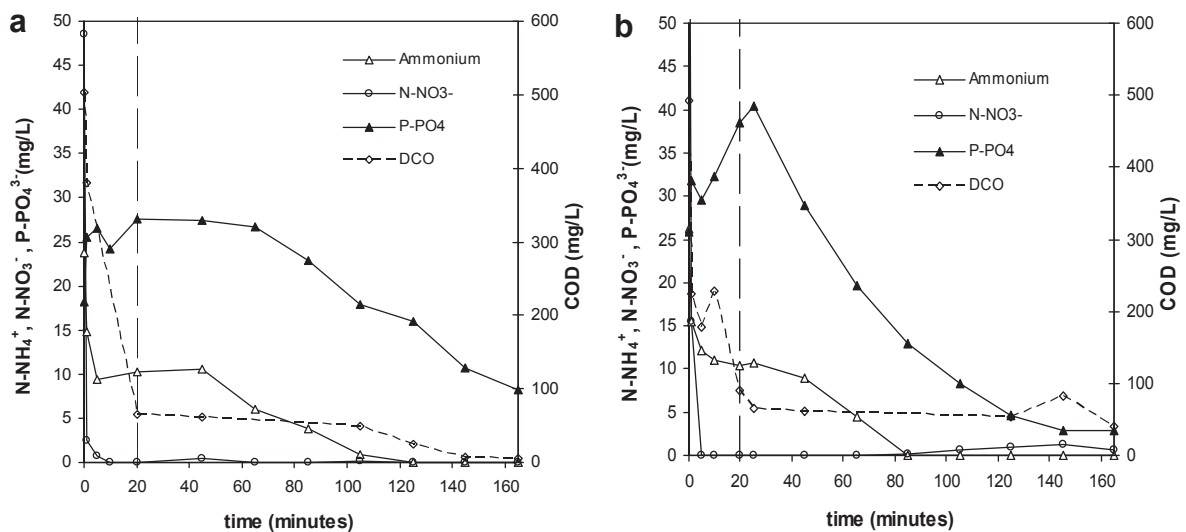 a
50
45
40
35
30
25
20
15
10
5
0
N-NH₄⁺, N-NO₃⁻, P-PO₄³⁻(mg/L)
600
500
400
300
200
100
0
COD (mg/L)
0 20 40 60 80 100 120 140 160
time (minutes)
Ammonium
N-NO3-
P-PO4
DCO
b
50
45
40
35
30
25
20
15
10
5
0
N-NH₄⁺, N-NO₃⁻, P-PO₄³⁻(mg/L)
600
500
400
300
200
100
0
COD (mg/L)
0 20 40 60 80 100 120 140 160
time (minutes)
Ammonium
N-NO3-
P-PO4
DCO